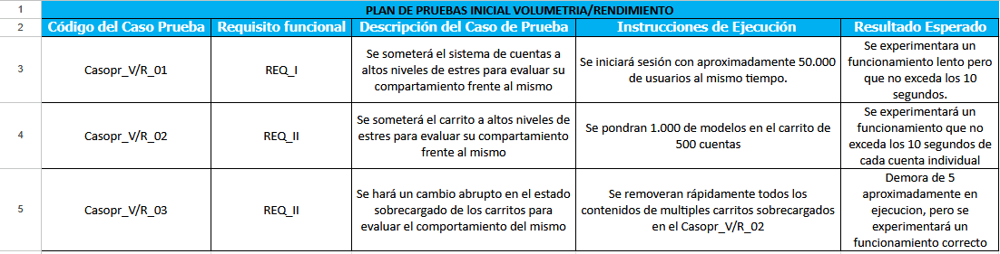 1
PLAN DE PRUEBAS INICIAL VOLUMETRIA/RENDIMIENTO
2
Código del Caso Prueba
Requisito funcional
Descripción del Caso de Prueba
Instrucciones de Ejecución
Resultado Esperado
3
Casopr_V/R_01
REQ_I
Se someterá el sistema de cuentas a
altos niveles de estres para evaluar su
compartamiento frente al mismo
Se iniciará sesión con aproximadamente 50.000
de usuarios al mismo tiempo.
Se experimentara un
funcionamiento lento pero
que no exceda los 10
segundos.
4
Casopr_V/R_02
REQ_II
Se someterá el carrito a altos niveles de
estres para evaluar su compartamiento
frente al mismo
Se pondran 1.000 de modelos en el carrito de
500 cuentas
Se experimentará un
funcionamiento que no
exceda los 10 segundos de
cada cuenta individual
5
Casopr_V/R_03
REQ_II
Se hará un cambio abrupto en el estado
sobrecargado de los carritos para
evaluar el comportamiento del mismo
Se removeran rápidamente todos los
contenidos de multiples carritos sobrecargados
en el Casopr_V/R_02
Demora de 5
aproximadamente en
ejecucion, pero se
experimentará un
funcionamiento correcto